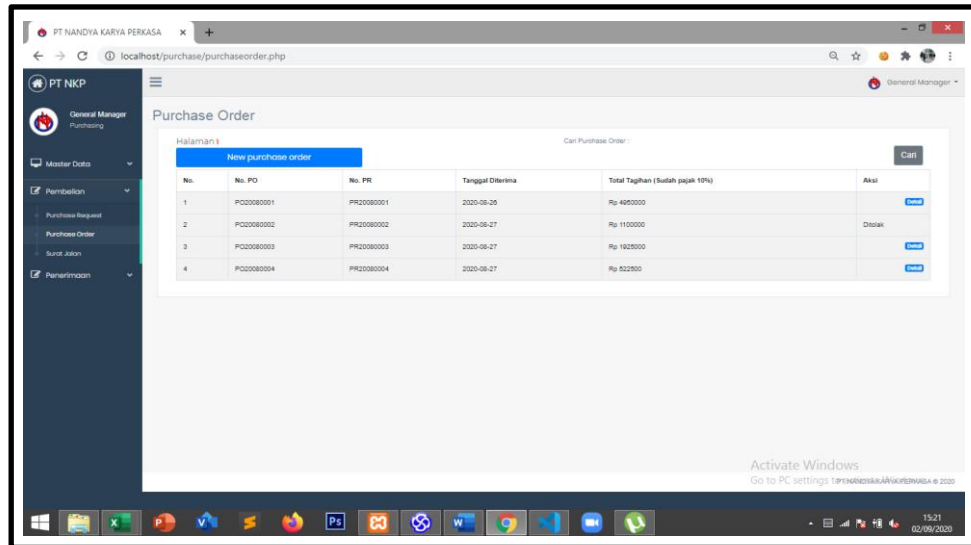 PT NANDYA KARYA PERKASA
localhost/purchase/purchaseorder.php
PT NKP
General Manager
General Manager
Purchasing
Master Data
Pembelian
Purchase Request
Purchase Order
Surat Jalan
Penerimaan
Purchase Order
Halaman 1
Cari Purchase Order :
New purchase order
Cari
No. No. PO No. PR Tanggal Diterima Total Tagihan (Sudah pajak 10%) Aksi
1 PO20080001 PR20080001 2020-08-26 Rp 4950000 Detail
2 PO20080002 PR20080002 2020-08-27 Rp 1100000 Ditolak
3 PO20080003 PR20080003 2020-08-27 Rp 1925000 Detail
4 PO20080004 PR20080004 2020-08-27 Rp 522500 Detail
Activate Windows
Go to PC settings
PT NANDYA KARYA PERKASA © 2020
15:21
02/09/2020